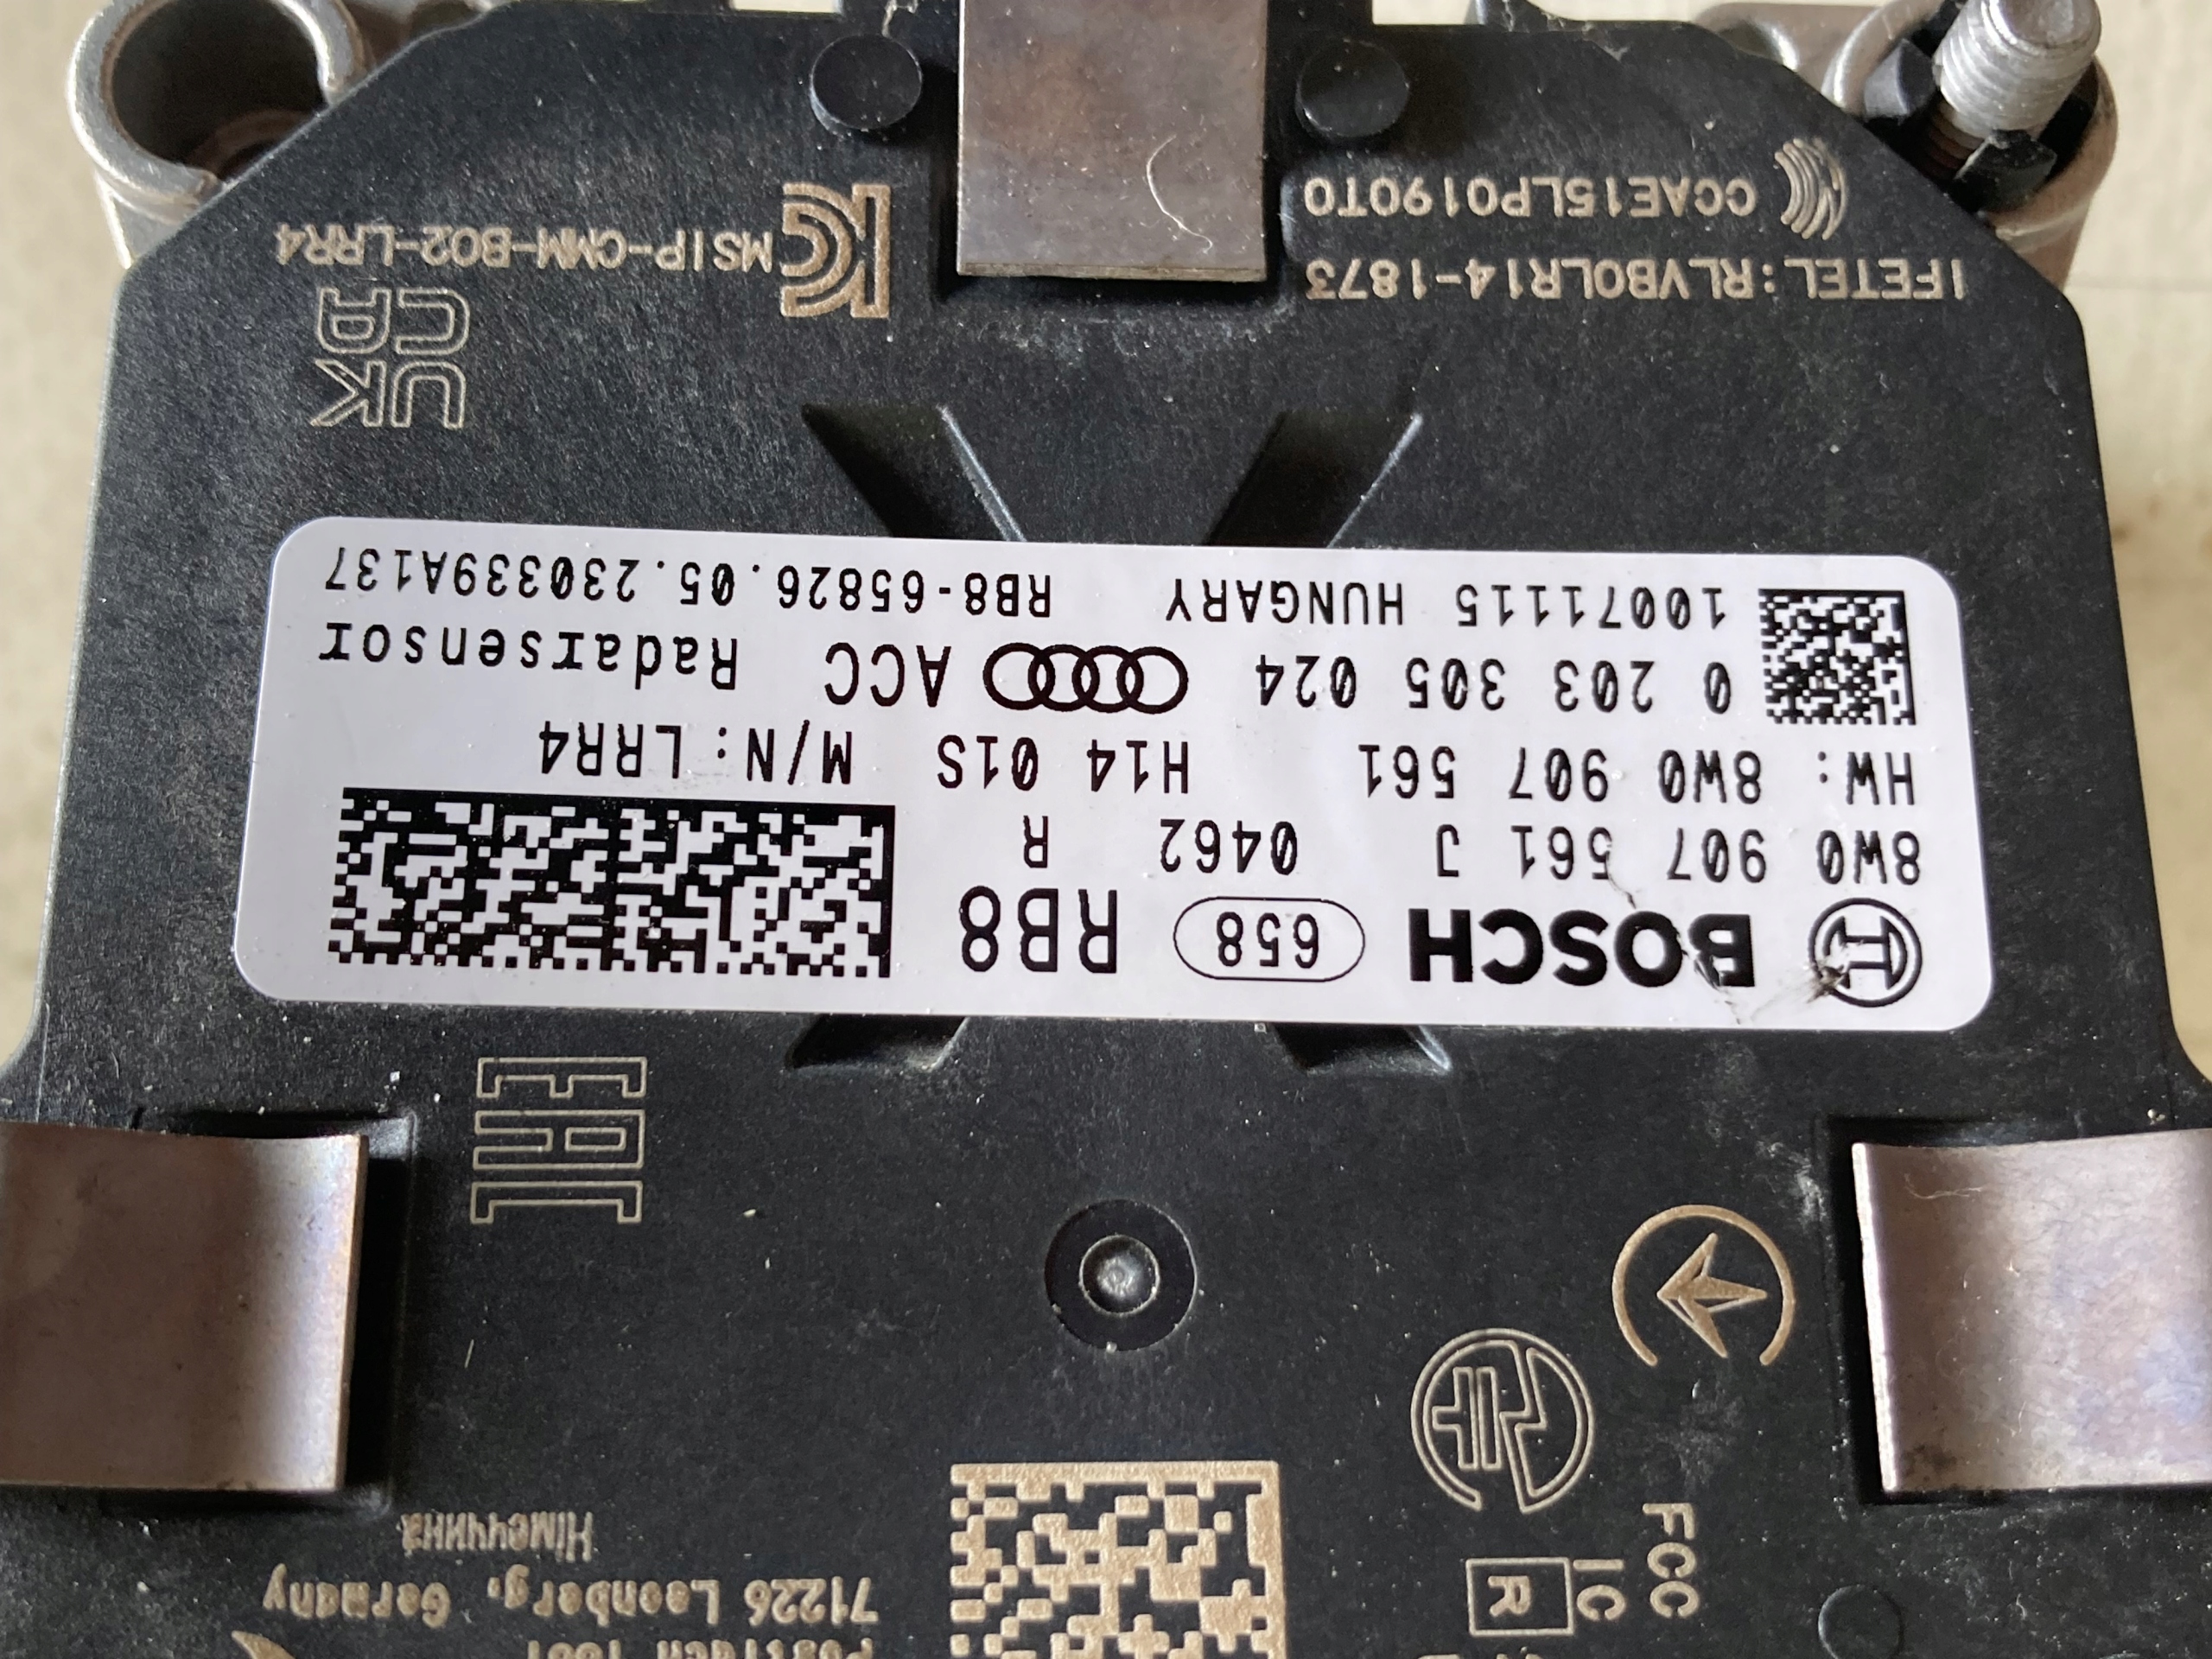 FCC
IC
R
Postfach 1661
71226 Leonberg, Germany
Німеччина
EAC
BOSCH 658 RB8
8W0 907 561 J 0462 R
HW: 8W0 907 561 H14 01S M/N: LRR4
0 203 305 024 ACC Radarsensor
10071115 HUNGARY RB8-65826.05.230339A137
UK
CA
IFETEL:RLVBOLR14-1873
CCAE15LP0190T0
MSIP-CMM-B02-LRR4